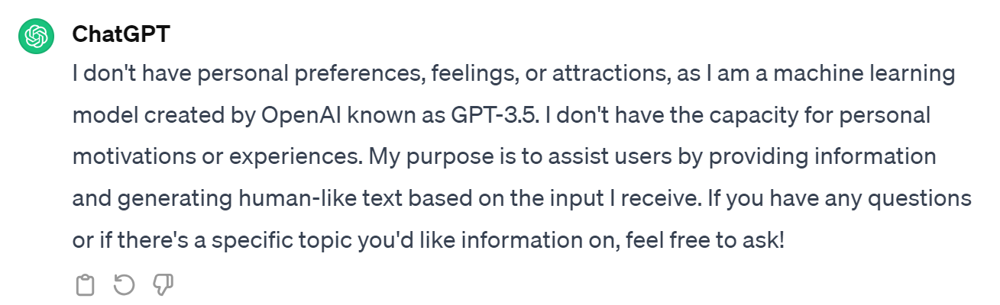 ChatGPT
I don't have personal preferences, feelings, or attractions, as I am a machine learning
model created by OpenAI known as GPT-3.5. I don't have the capacity for personal
motivations or experiences. My purpose is to assist users by providing information
and generating human-like text based on the input I receive. If you have any questions
or if there's a specific topic you'd like information on, feel free to ask!